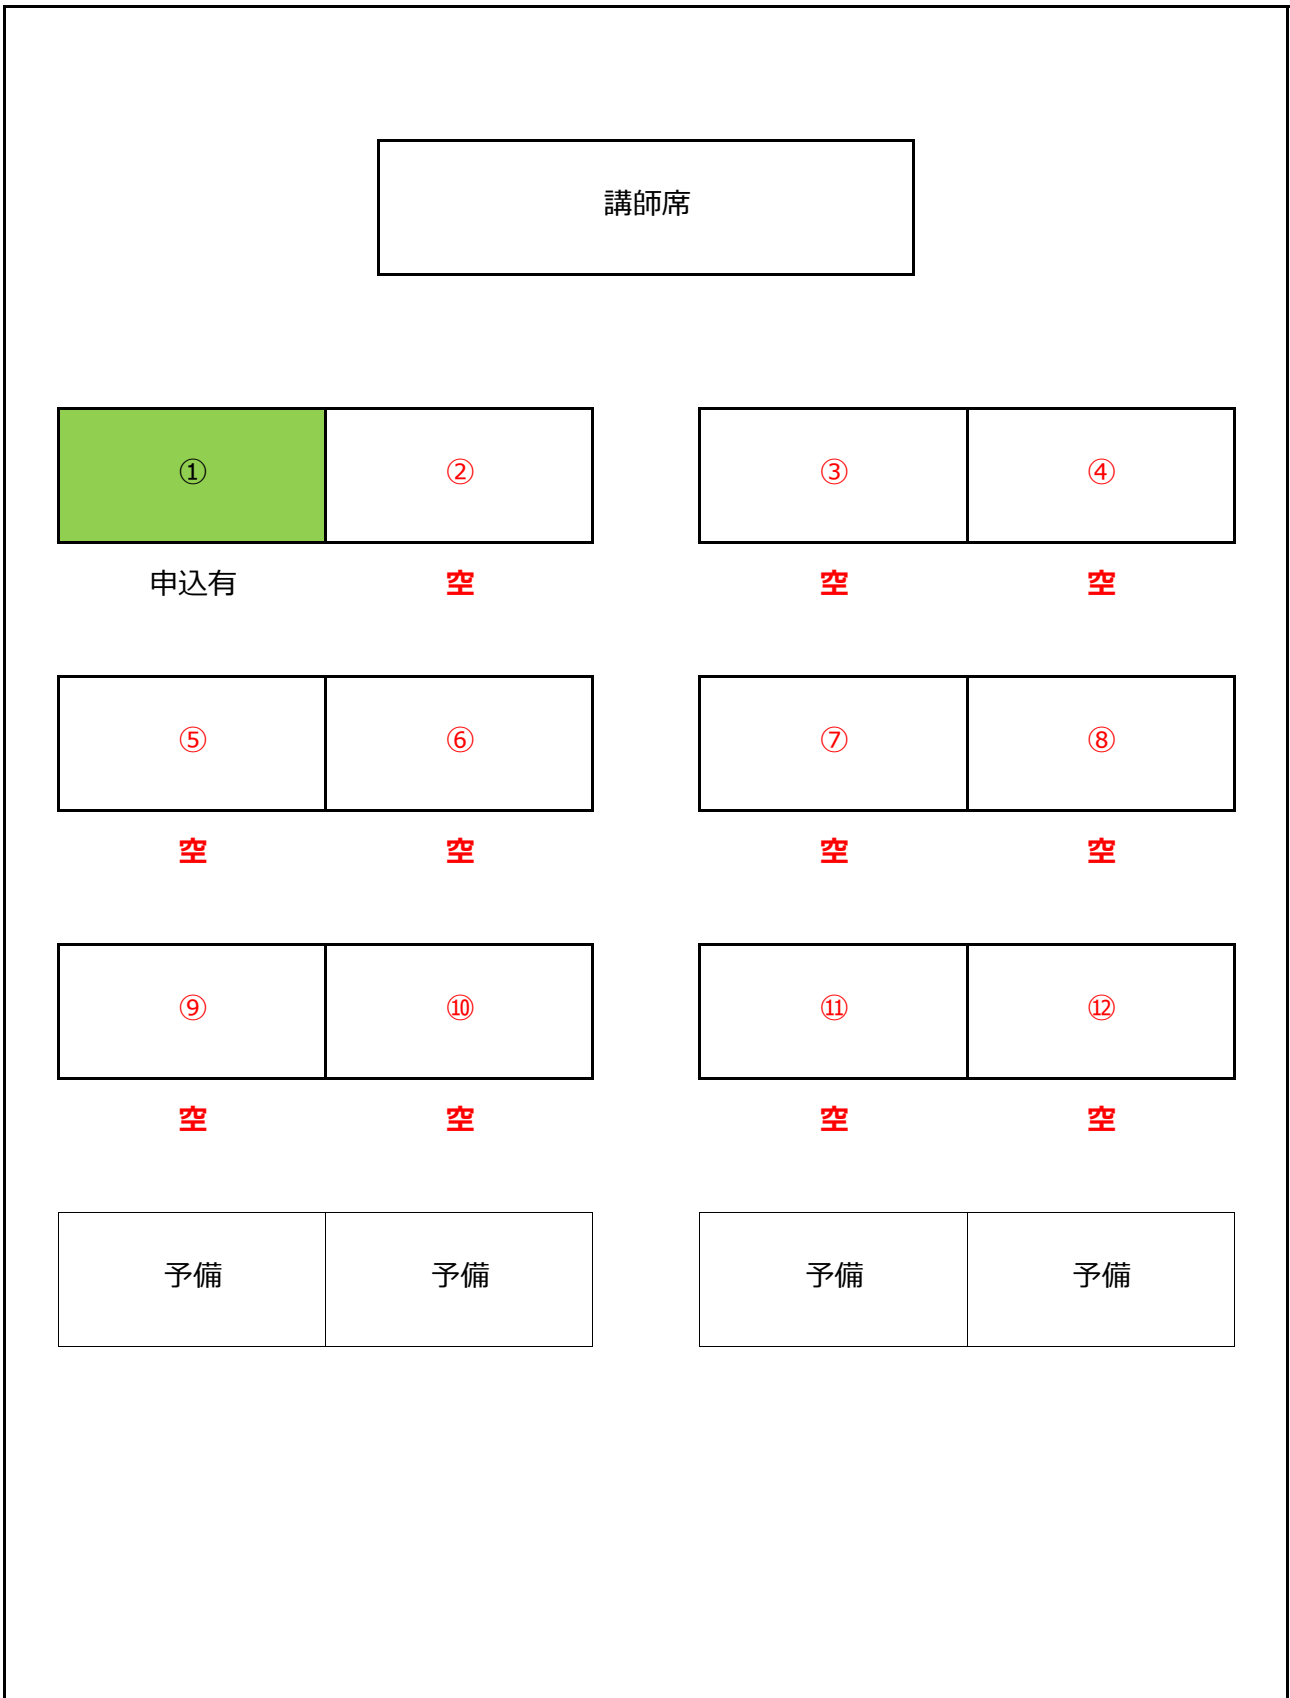 講師席
① ② ③ ④
申込有 空 空 空
⑤ ⑥ ⑦ ⑧
空 空 空 空
⑨ ⑩ ⑪ ⑫
空 空 空 空
予備 予備 予備 予備